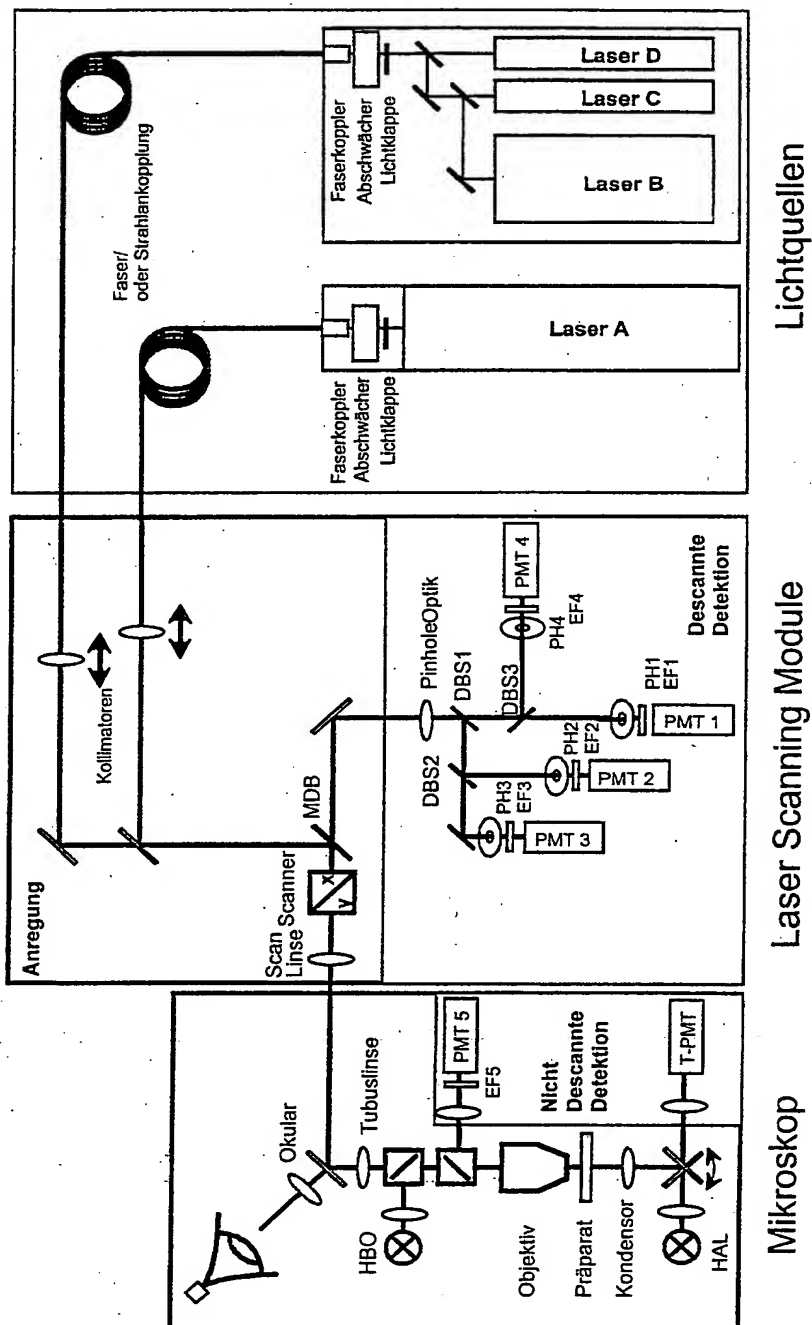 Mikroskop
Okular
Tubuslinse
HBO
PMT 5
EF5
Nicht
Descannte
Detektion
Objektiv
Präparat
Kondensor
HAL
T-PMT
Laser Scanning Module
Anregung
Kollimatoren
Scan
Linse
Scanner
y
x
MDB
PinholeOptik
DBS1
DBS2
DBS3
PH4
EF4
PMT 4
PH1
EF1
PMT 1
PH2
EF2
PMT 2
PH3
EF3
PMT 3
Descannte
Detektion
Lichtquellen
Faser/
oder Strahlankopplung
Faserkoppler
Abschwächer
Lichtklappe
Laser A
Faserkoppler
Abschwächer
Lichtklappe
Laser D
Laser C
Laser B